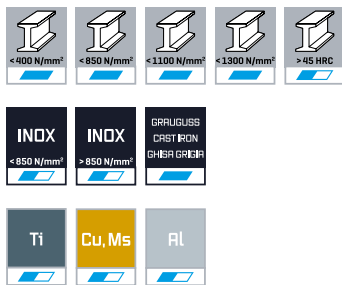 <400 N/mm² <850 N/mm² <1100 N/mm² <1300 N/mm² >45 HRC
INOX INOX GRAUGUSS
CAST IRON
GHISA GRIGIA
<850 N/mm² >850 N/mm²
Ti Cu, Ms Al